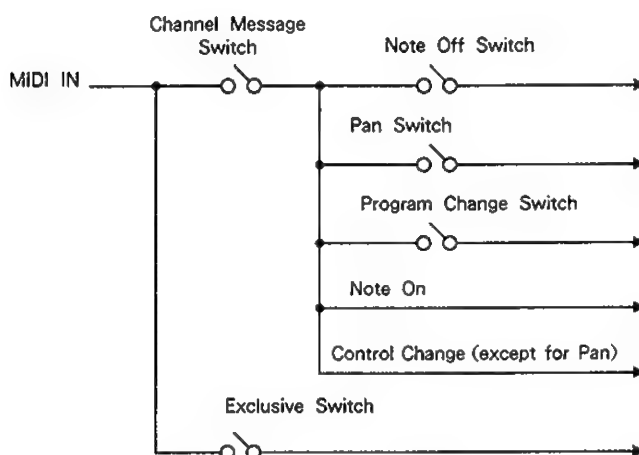 Channel Message
Switch
Note Off Switch
MIDI IN
Pan Switch
Program Change Switch
Note On
Control Change (except for Pan)
Exclusive Switch